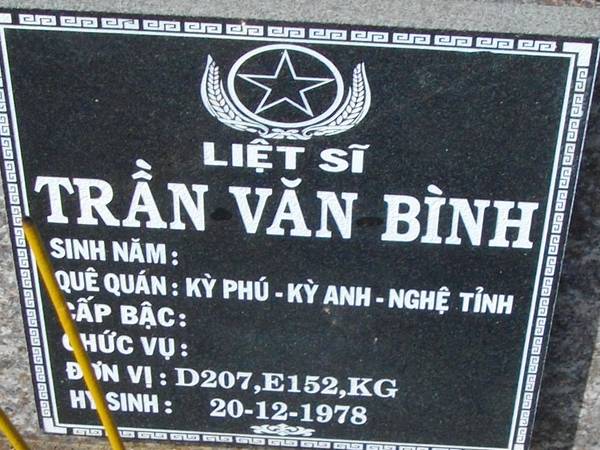 LIỆT SĨ
TRẦN VĂN BÌNH
SINH NĂM :
QUÊ QUÁN : KỲ PHÚ - KỲ ANH - NGHỆ TỈNH
CẤP BẬC :
CHỨC VỤ :
ĐƠN VỊ : D207,E152,KG
HY SINH : 20-12-1978